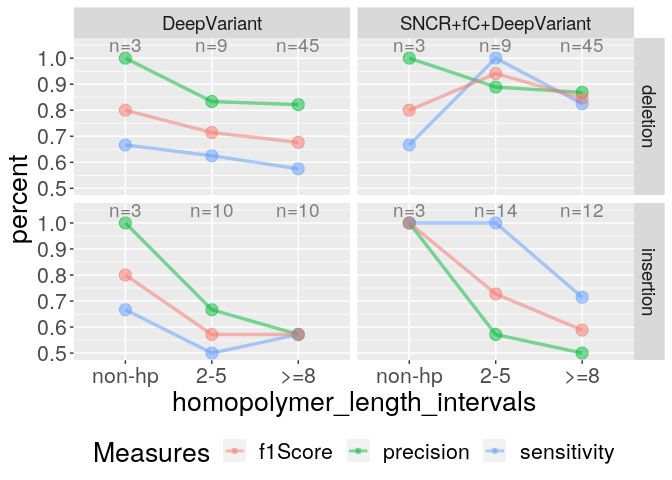 DeepVariant SNCR+fC+DeepVariant
n=3 n=9 n=45 n=3 n=9 n=45
1.0
0.9
0.8
0.7
0.6
0.5
deletion
n=3 n=10 n=10 n=3 n=14 n=12
1.0
0.9
0.8
0.7
0.6
0.5
insertion
percent
non-hp 2-5 >=8 non-hp 2-5 >=8
homopolymer_length_intervals
Measures f1Score precision sensitivity